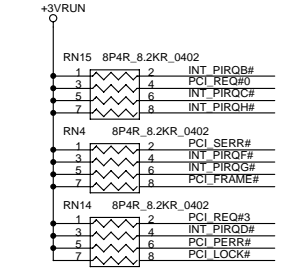 +3VRUN
RN15 8P4R_8.2KR_0402
1 2 INT_PIRQB#
3 4 PCI_REQ#0
5 6 INT_PIRQC#
7 8 INT_PIRQH#
RN4 8P4R_8.2KR_0402
1 2 PCI_SERR#
3 4 INT_PIRQF#
5 6 INT_PIRQG#
7 8 PCI_FRAME#
RN14 8P4R_8.2KR_0402
1 2 PCI_REQ#3
3 4 INT_PIRQD#
5 6 PCI_PERR#
7 8 PCI_LOCK#